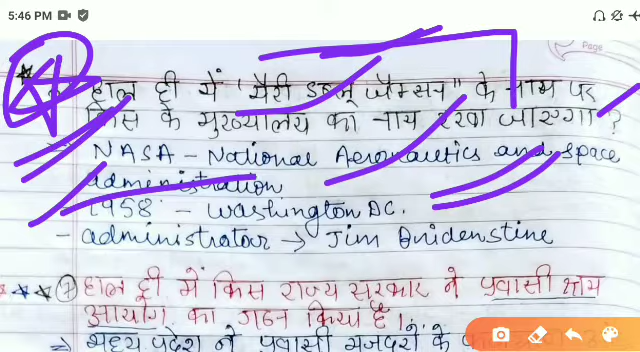 5:46 PM
Page
हाल ही में "मैरी डब्लू जैक्सन" के नाम पर
किस के मुख्यालय का नाम रखा जाएगा?
NASA - National Aeronautics and space
administration
1958 - Washington DC.
- administrator → Jim Bridenstine
7 हाल ही में किस राज्य सरकार ने प्रवासी श्रम
आयोग का गठन किया है।
⇒ मध्य प्रदेश ने प्रवासी मजदूरों के